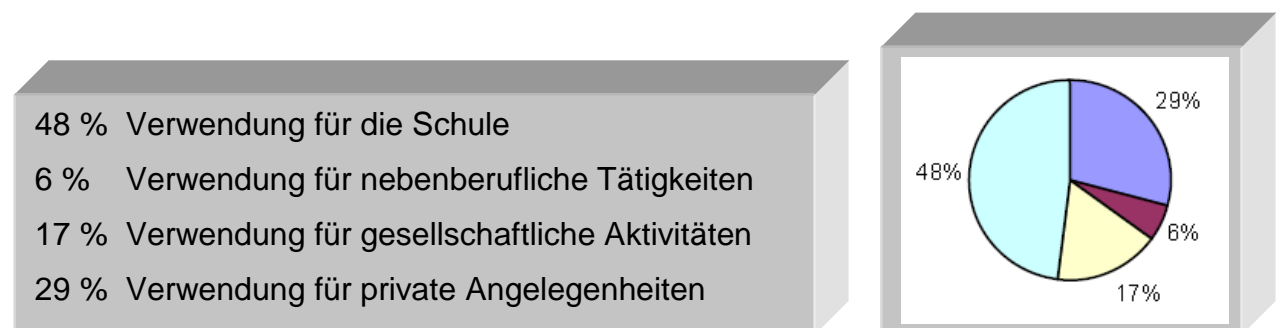 48 % Verwendung für die Schule
6 % Verwendung für nebenberufliche Tätigkeiten
17 % Verwendung für gesellschaftliche Aktivitäten
29 % Verwendung für private Angelegenheiten
29%
48%
6%
17%